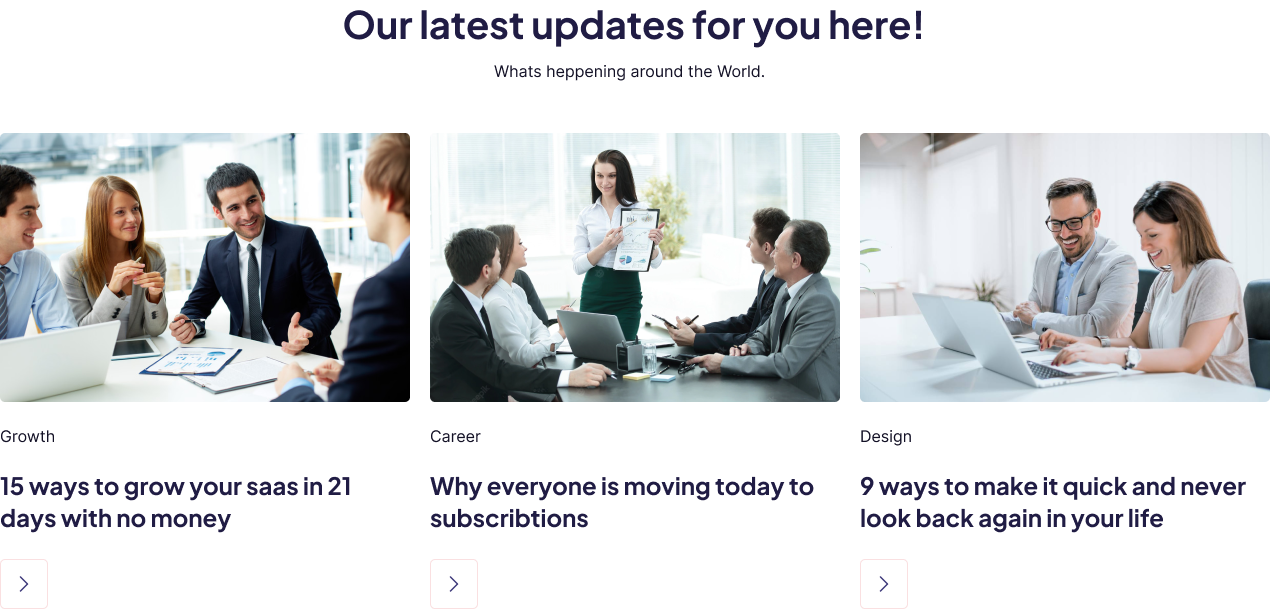 Our latest updates for you here!
Whats heppening around the World.
Growth
Career
Design
15 ways to grow your saas in 21
days with no money
Why everyone is moving today to
subscribtions
9 ways to make it quick and never
look back again in your life